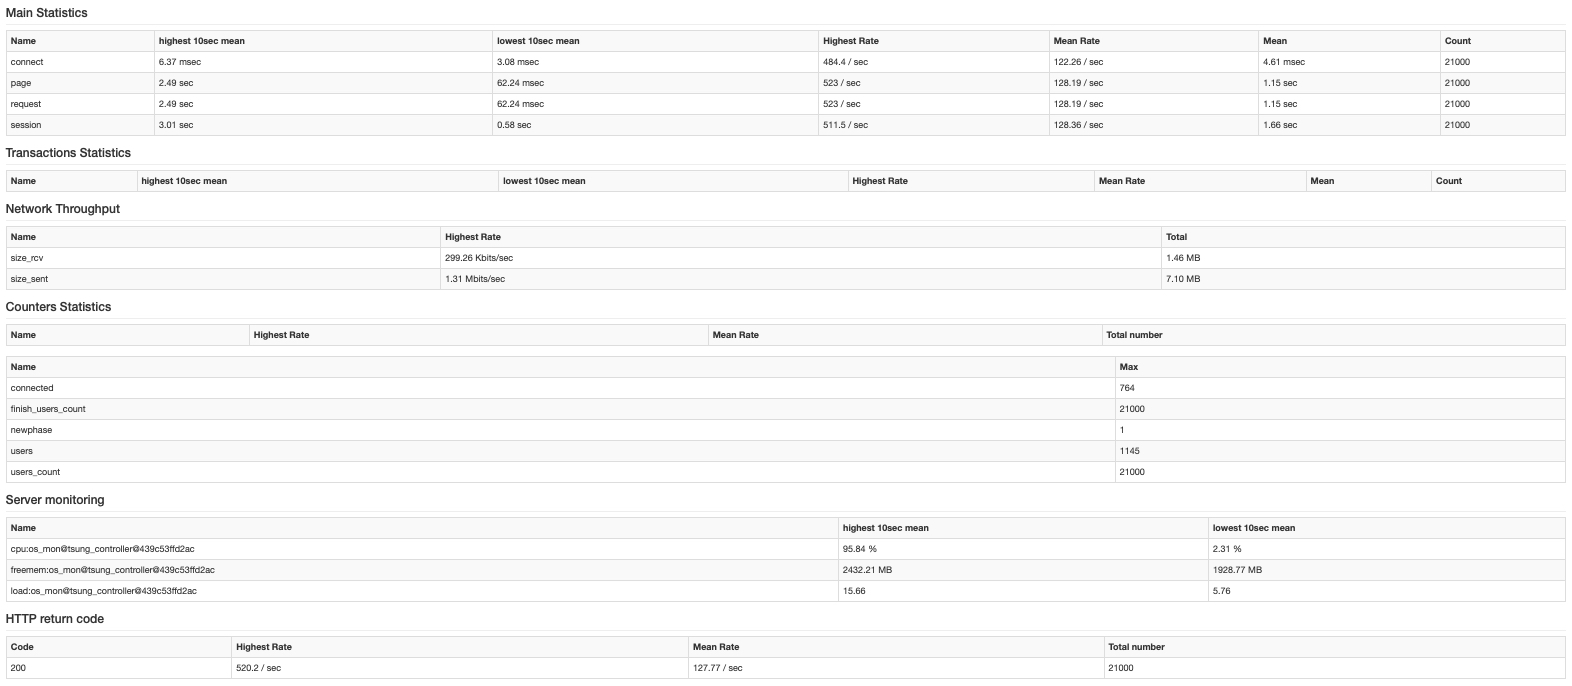 Main Statistics
Name highest 10sec mean lowest 10sec mean Highest Rate Mean Rate Mean Count
connect 6.37 msec 3.08 msec 484.4 / sec 122.26 / sec 4.61 msec 21000
page 2.49 sec 62.24 msec 523 / sec 128.19 / sec 1.15 sec 21000
request 2.49 sec 62.24 msec 523 / sec 128.19 / sec 1.15 sec 21000
session 3.01 sec 0.58 sec 511.5 / sec 128.36 / sec 1.66 sec 21000
Transactions Statistics
Name highest 10sec mean lowest 10sec mean Highest Rate Mean Rate Mean Count
Network Throughput
Name Highest Rate Total
size_rcv 299.26 Kbits/sec 1.46 MB
size_sent 1.31 Mbits/sec 7.10 MB
Counters Statistics
Name Highest Rate Mean Rate Total number
Name Max
connected 764
finish_users_count 21000
newphase 1
users 1145
users_count 21000
Server monitoring
Name highest 10sec mean lowest 10sec mean
cpu:os_mon@tsung_controller@439c53ffd2ac 95.84 % 2.31 %
freemem:os_mon@tsung_controller@439c53ffd2ac 2432.21 MB 1928.77 MB
load:os_mon@tsung_controller@439c53ffd2ac 15.66 5.76
HTTP return code
Code Highest Rate Mean Rate Total number
200 520.2 / sec 127.77 / sec 21000